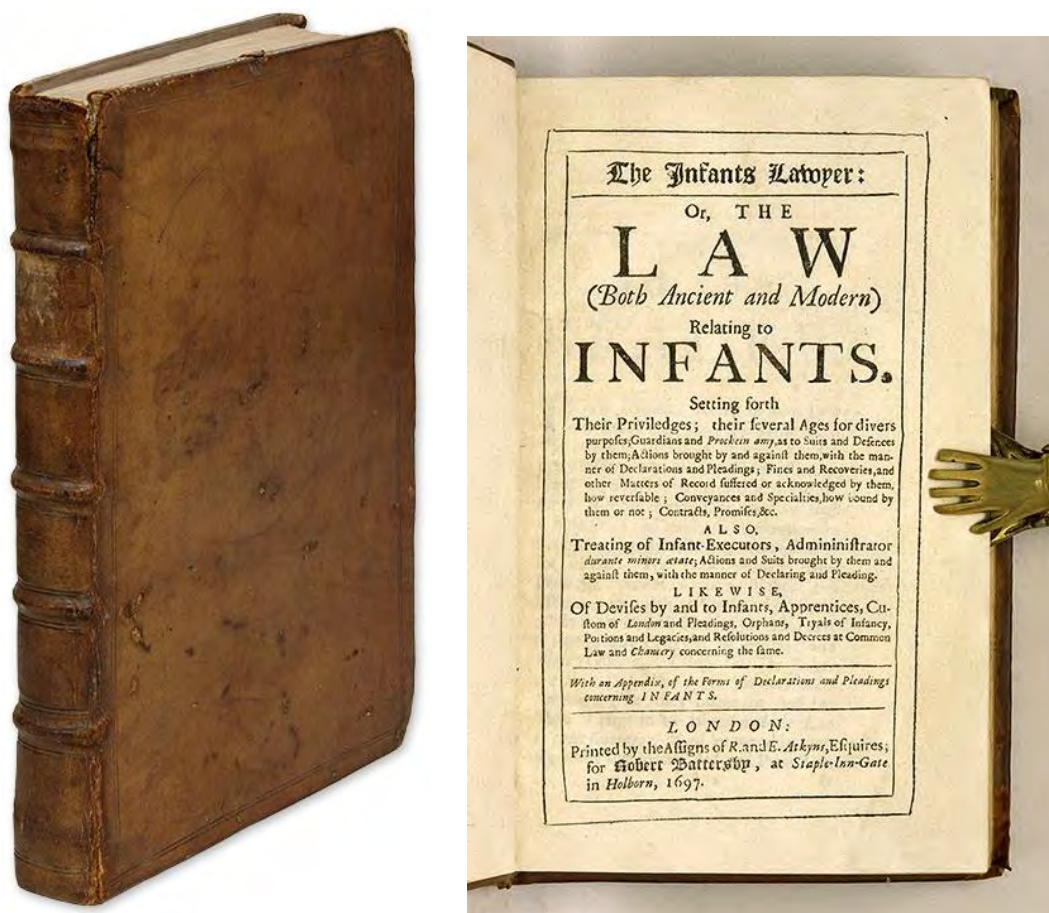 The Infants Lawyer:
Or, THE
LAW
(Both Ancient and Modern)
Relating to
INFANTS.
Setting forth
Their Priviledges; their ſeveral Ages for divers
purpoſes; Guardians and Prochein amy, as to Suits and Defences
by them; Actions brought by and againſt them, with the man-
ner of Declarations and Pleadings; Fines and Recoveries, and
other Matters of Record ſuffered or acknowledged by them,
how reverſable; Conveyances and Specialties, how bound by
them or not; Contracts, Promiſes, &c.
ALSO,
Treating of Infant-Executors, Admininiſtrator
durante minori ætate; Actions and Suits brought by them and
againſt them, with the manner of Declaring and Pleading.
LIKEWISE,
Of Deviſes by and to Infants, Apprentices, Cu-
ſtom of London and Pleadings, Orphans, Tryals of Infancy,
Portions and Legacies, and Reſolutions and Decrees at Common
Law and Chancery concerning the ſame.
With an Appendix, of the Forms of Declarations and Pleadings
concerning INFANTS.
LONDON:
Printed by the Aſſigns of R. and E. Atkyns, Eſquires;
for Robert Battersby, at Staple-Inn-Gate
in Holborn, 1697.